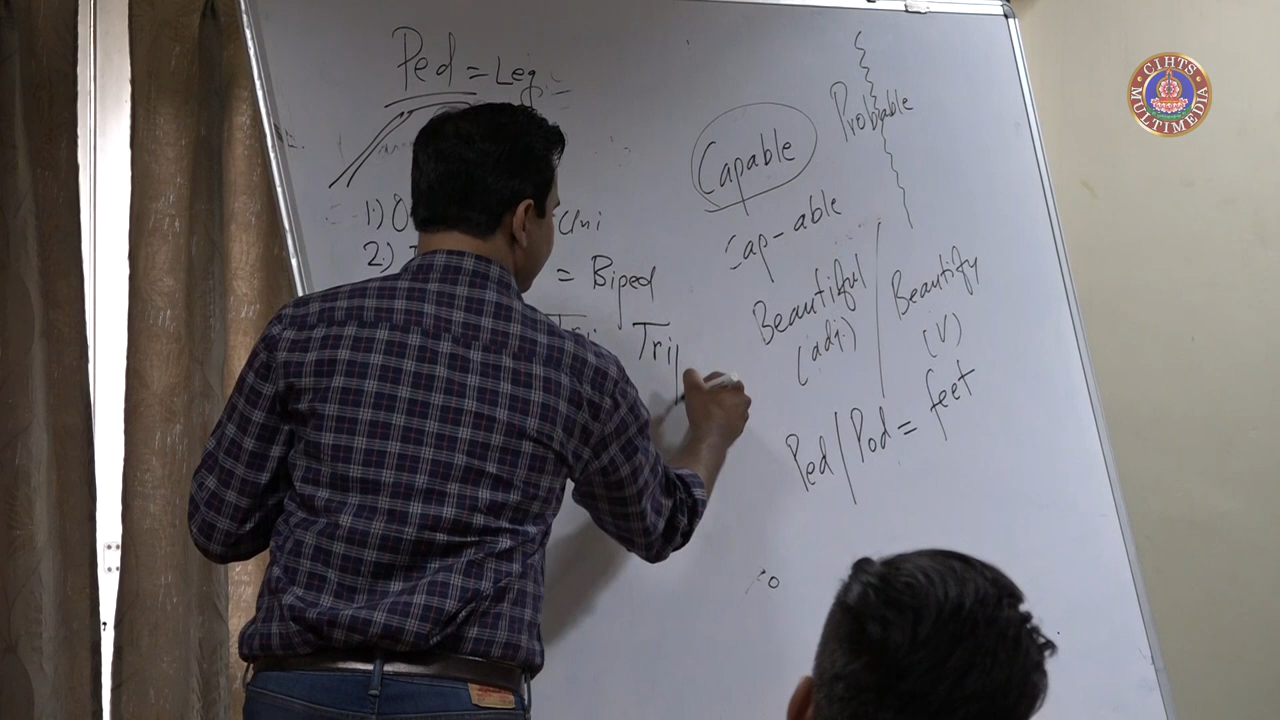 Ped = Leg
1.) O
Uni
2.)
= Biped
Tri
Tri
Capable
Probable
Cap-able
Beautiful
(adj.)
Beautify
(V)
Ped/Pod = feet
CIHTS
MULTIMEDIA